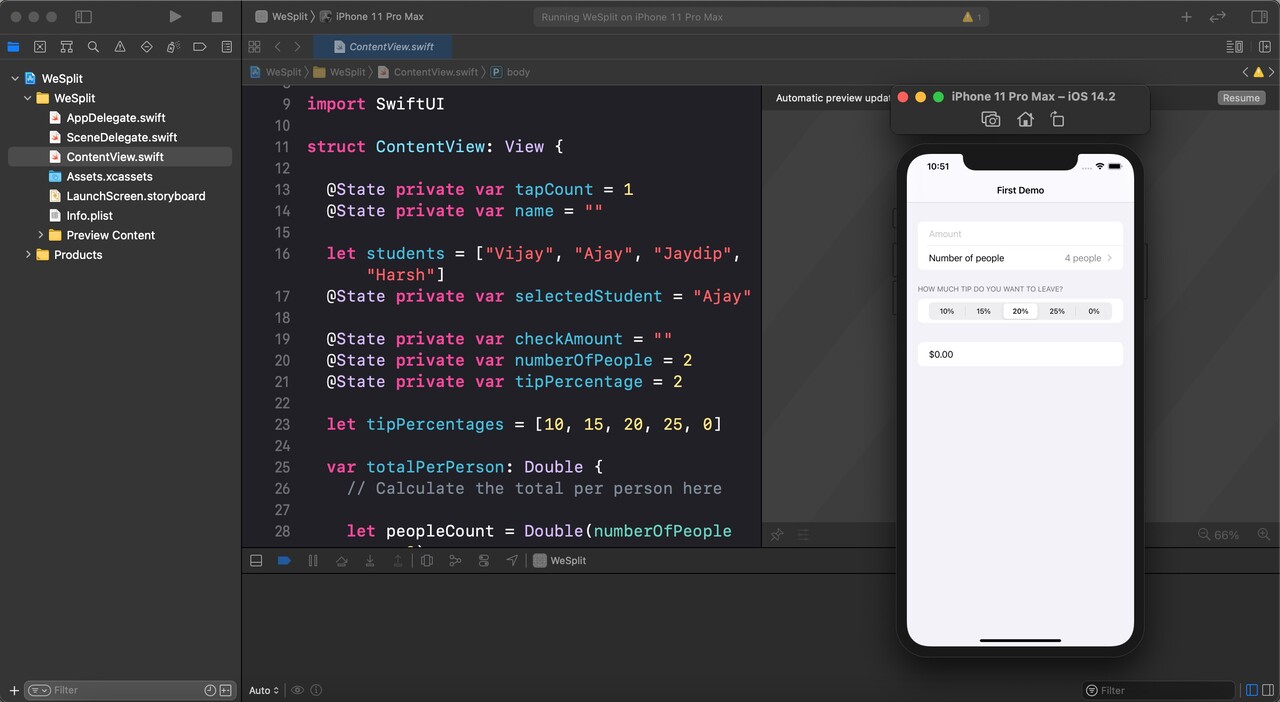 WeSplit 〉 iPhone 11 Pro Max
Running WeSplit on iPhone 11 Pro Max
1
ContentView.swift
WeSplit 〉 WeSplit 〉 ContentView.swift 〉 P body
WeSplit
WeSplit
AppDelegate.swift
SceneDelegate.swift
ContentView.swift
Assets.xcassets
LaunchScreen.storyboard
Info.plist
Preview Content
Products
Filter
9 import SwiftUI
10
11 struct ContentView: View {
12
13 @State private var tapCount = 1
14 @State private var name = ""
15
16 let students = ["Vijay", "Ajay", "Jaydip",
"Harsh"]
17 @State private var selectedStudent = "Ajay"
18
19 @State private var checkAmount = ""
20 @State private var numberOfPeople = 2
21 @State private var tipPercentage = 2
22
23 let tipPercentages = [10, 15, 20, 25, 0]
24
25 var totalPerPerson: Double {
26 // Calculate the total per person here
27
28 let peopleCount = Double(numberOfPeople
Automatic preview updat
Resume
iPhone 11 Pro Max – iOS 14.2
10:51
First Demo
Amount
Number of people 4 people
HOW MUCH TIP DO YOU WANT TO LEAVE?
10% 15% 20% 25% 0%
$0.00
66%
WeSplit
Auto
Filter